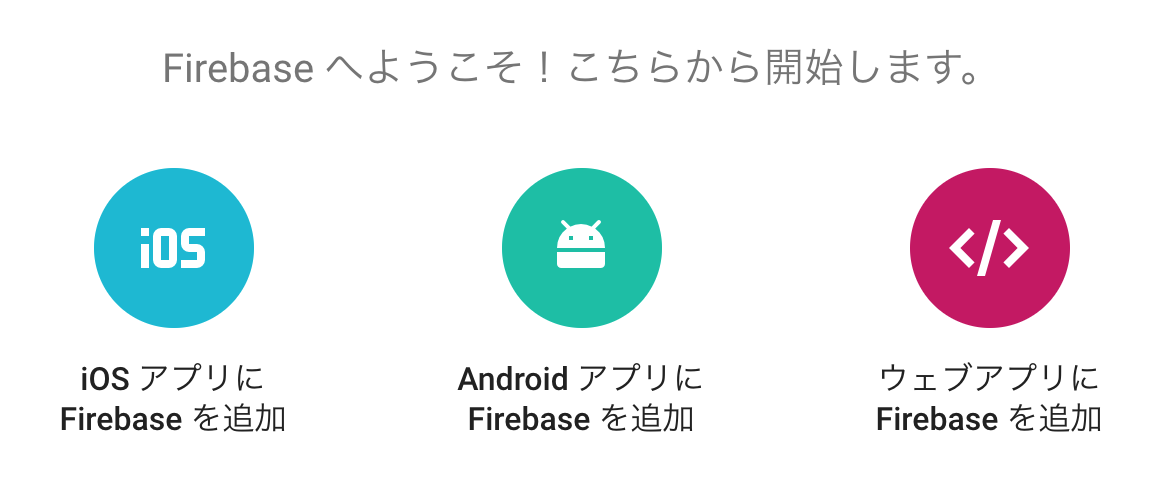 Firebase へようこそ！こちらから開始します。
iOS
</>
iOS アプリに
Firebase を追加
Android アプリに
Firebase を追加
ウェブアプリに
Firebase を追加